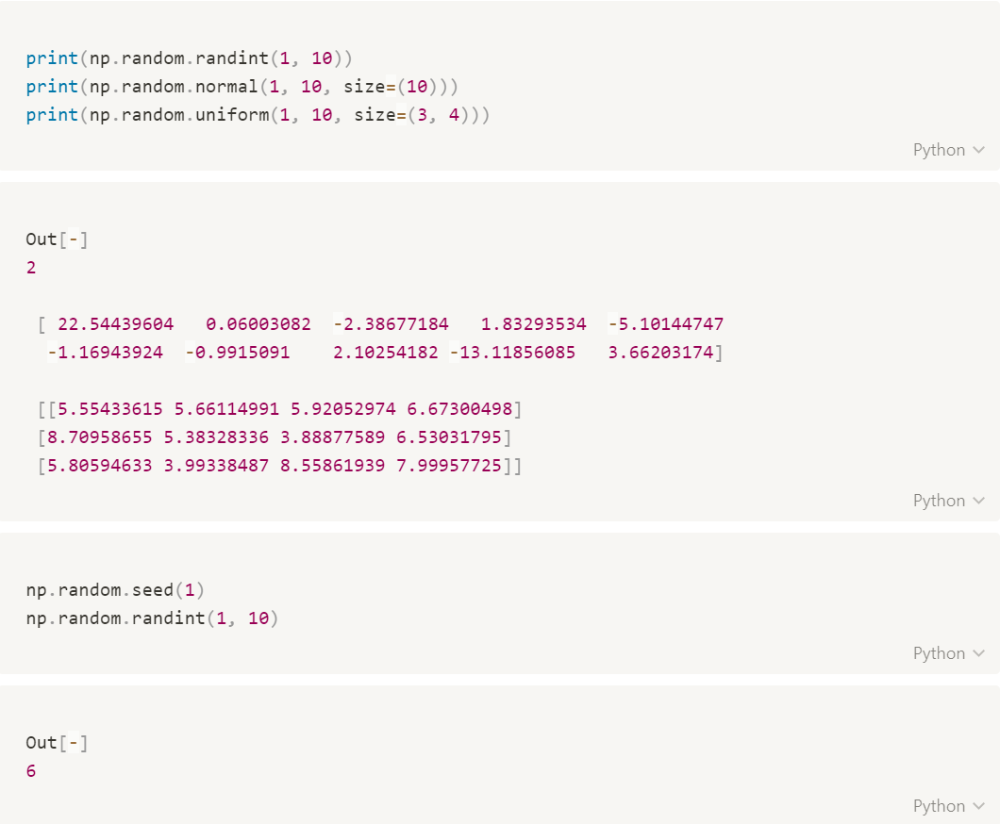 print(np.random.randint(1, 10))
print(np.random.normal(1, 10, size=(10)))
print(np.random.uniform(1, 10, size=(3, 4)))
Python
Out[-]
2
[ 22.54439604   0.06003082  -2.38677184   1.83293534  -5.10144747
-1.16943924  -0.9915091    2.10254182 -13.11856085   3.66203174]
[[5.55433615 5.66114991 5.92052974 6.67300498]
[8.70958655 5.38328336 3.88877589 6.53031795]
[5.80594633 3.99338487 8.55861939 7.99957725]]
Python
np.random.seed(1)
np.random.randint(1, 10)
Python
Out[-]
6
Python